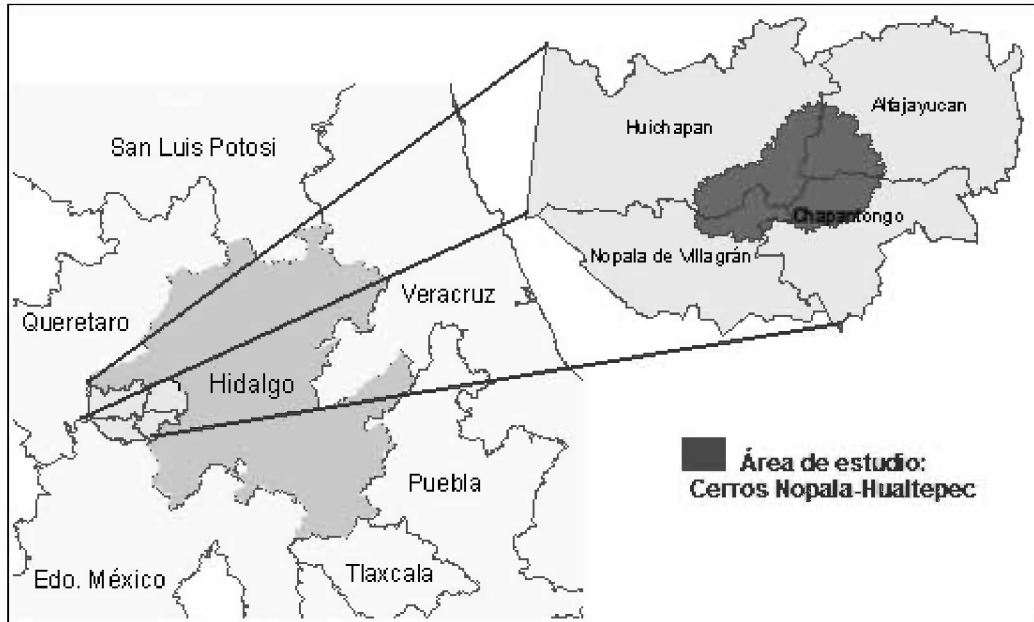 San Luis Potosi
Queretaro
Veracruz
Hidalgo
Puebla
Edo. México
Tlaxcala
Huichapan
Alfajayucan
Chapantongo
Nopala de Villagrán
Área de estudio:
Cerros Nopala-Hualtepec